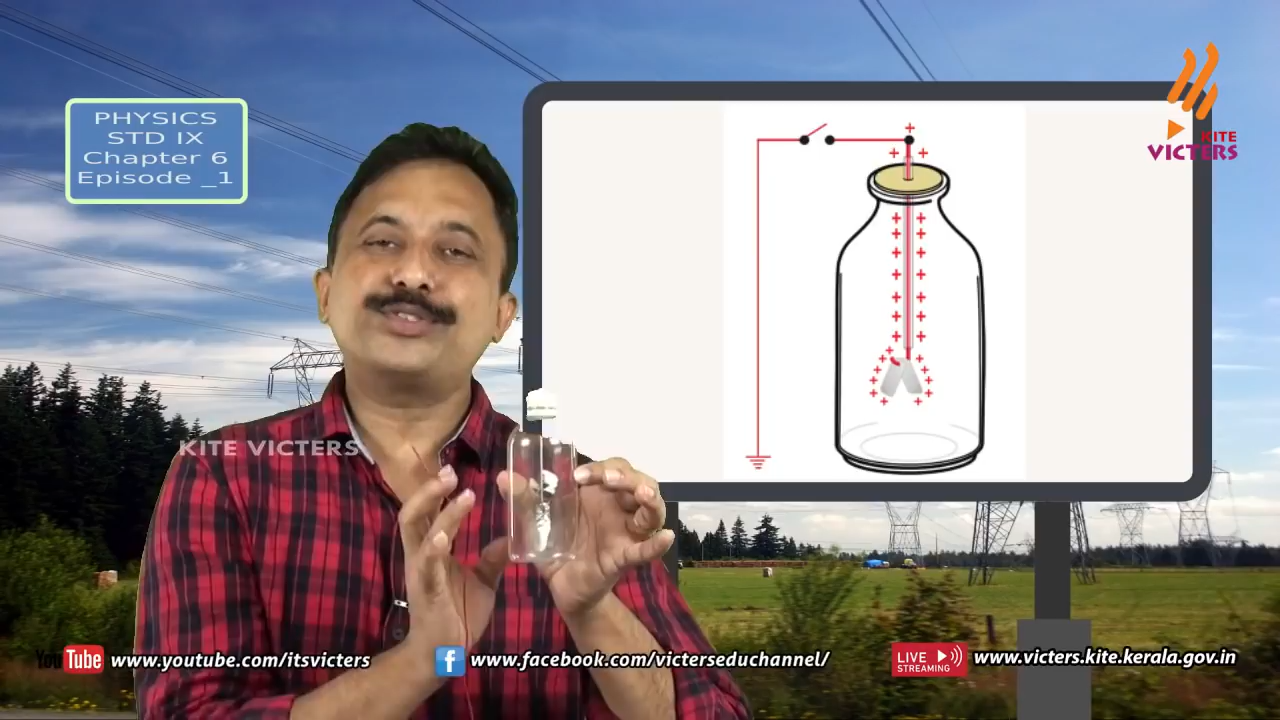 PHYSICS
STD IX
Chapter 6
Episode _1
KITE
VICTERS
KITE VICTERS
YouTube www.youtube.com/itsvicters
f www.facebook.com/victerseduchannel/
LIVE
STREAMING
www.victers.kite.kerala.gov.in